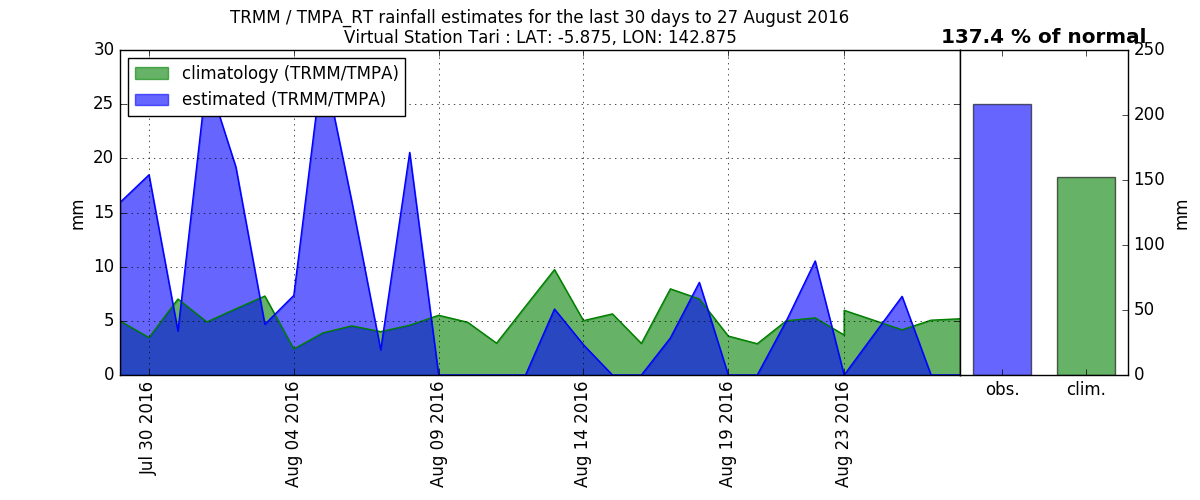 TRMM / TMPA_RT rainfall estimates for the last 30 days to 27 August 2016
Virtual Station Tari : LAT: -5.875, LON: 142.875
137.4 % of normal
climatology (TRMM/TMPA)
estimated (TRMM/TMPA)
30
25
20
15
10
5
0
mm
Jul 30 2016
Aug 04 2016
Aug 09 2016
Aug 14 2016
Aug 19 2016
Aug 23 2016
obs.
clim.
250
200
150
100
50
0
mm